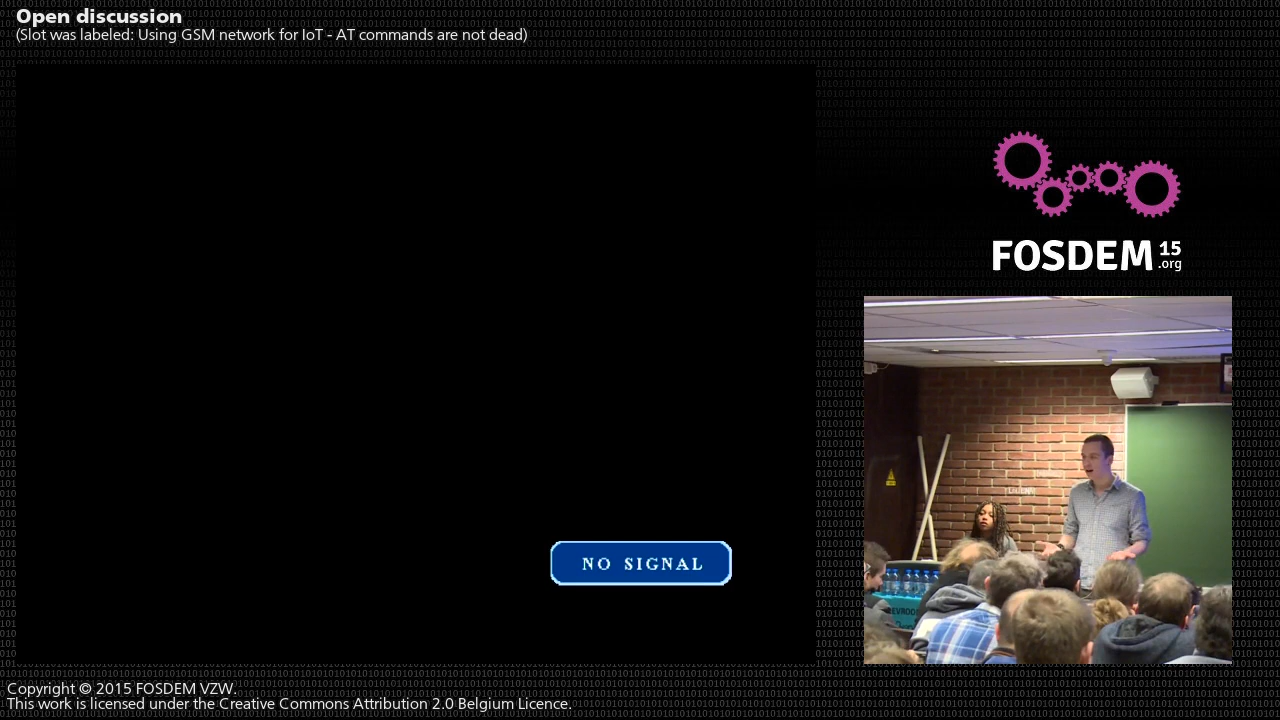 Open discussion
(Slot was labeled: Using GSM network for IoT - AT commands are not dead)
FOSDEM 15
.org
NO SIGNAL
Copyright © 2015 FOSDEM VZW.
This work is licensed under the Creative Commons Attribution 2.0 Belgium Licence.